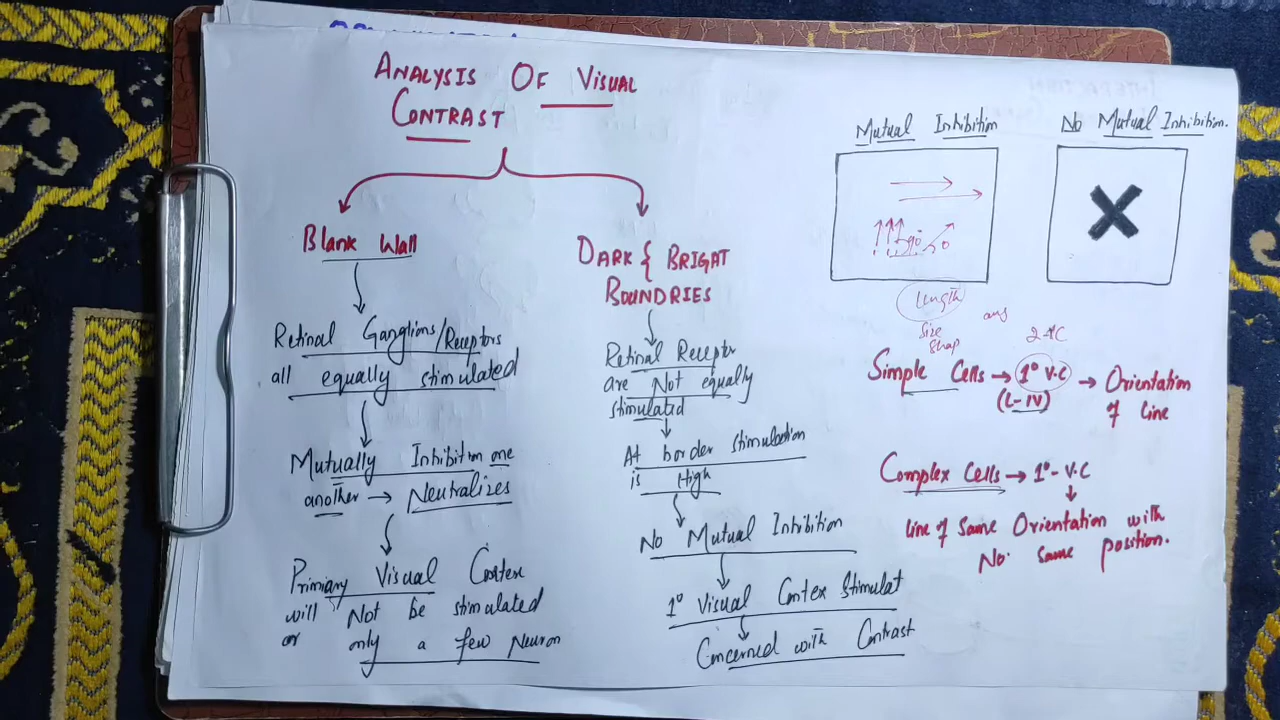 ANALYSIS OF VISUAL
CONTRAST
Blank Wall
Retinal Ganglions/Receptors
all equally stimulated
Mutually Inhibition one
another → Neutralizes
Primiary Visual Cortex
will Not be stimulated
or only a few Neuron
DARK & BRIGAT
BOUNDRIES
Retinal Receptor
are Not equally
stimulated
At border stimulation
is High
No Mutual Inhibition
1° Visual Cortex Stimulat
Concerned with Contrast
Mutual Inhibition
90°
Length
Size
Shap
No Mutual Inhibition.
X
Simple Cells → 1° V.C → Orientation
(L-IV) of line
Complex Cells → 1°-V.C
line of Same Orientation with
No. same position.